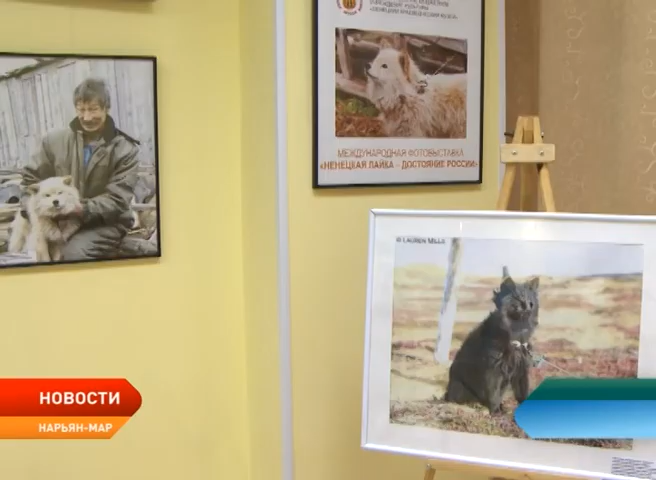 МЕЖДУНАРОДНАЯ ФОТОВЫСТАВКА
«НЕНЕЦКАЯ ЛАЙКА - ДОСТОЯНИЕ РОССИИ»
© LAUREN MILLS
НОВОСТИ
НАРЬЯН-МАР